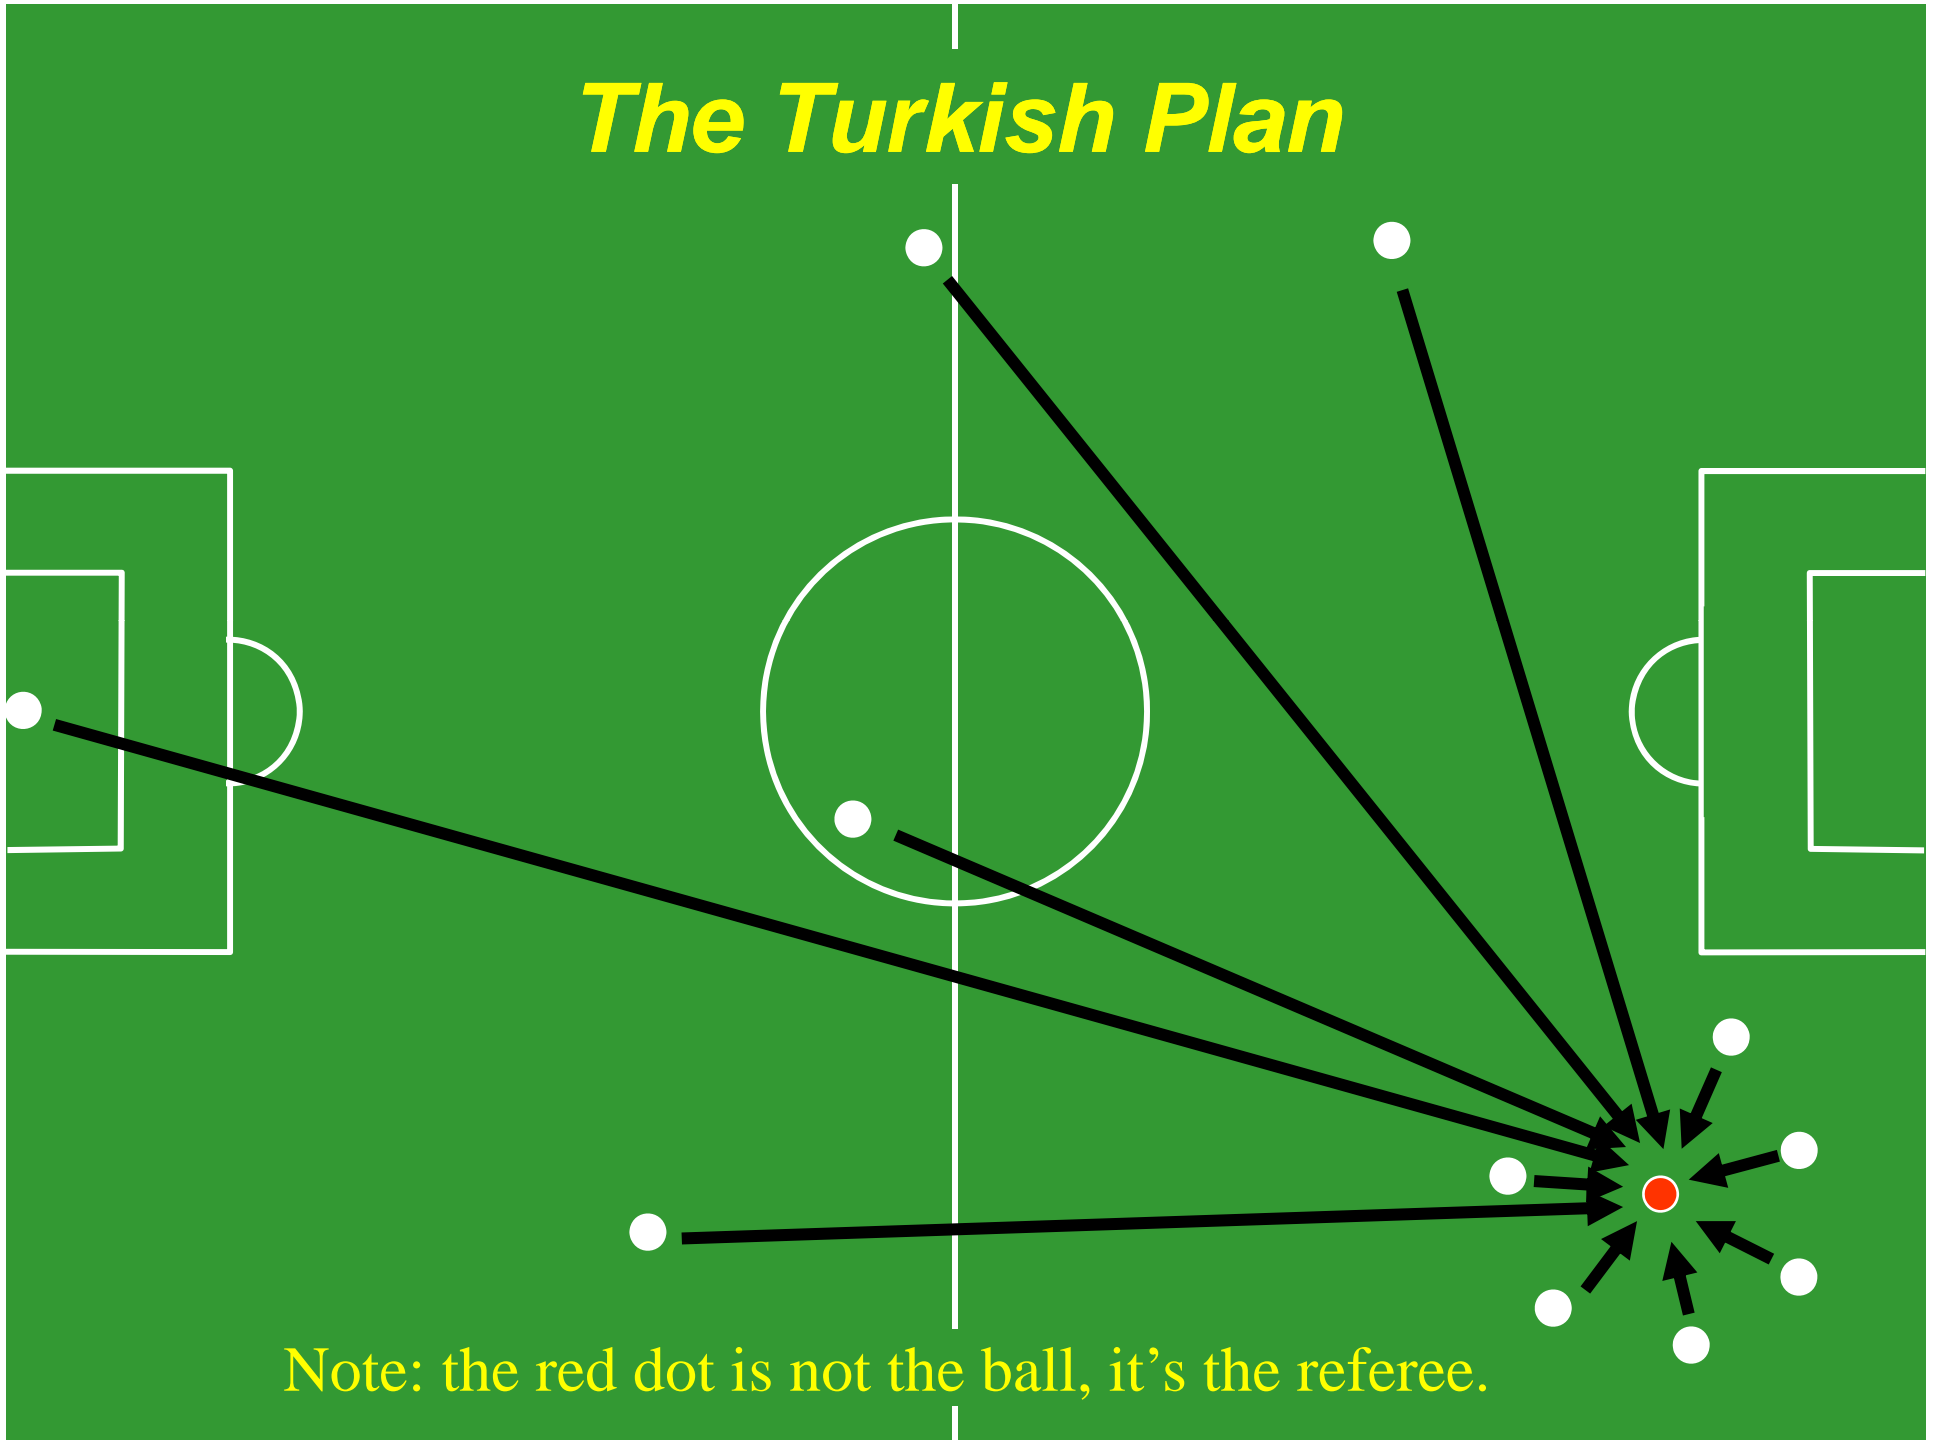 The Turkish Plan
Note: the red dot is not the ball, it’s the referee.